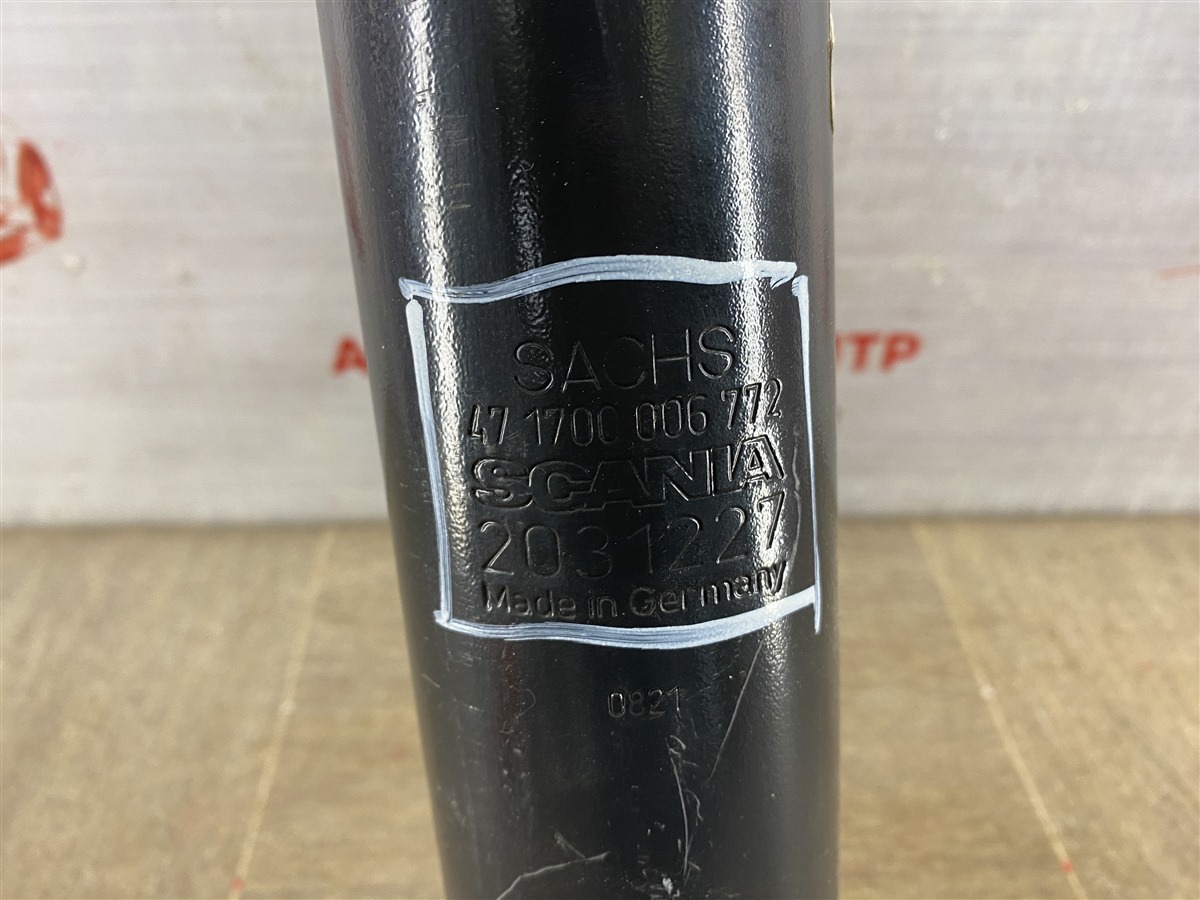 SACHS
47 1700 006 772
SCANIA
2031227
Made in Germany
0821